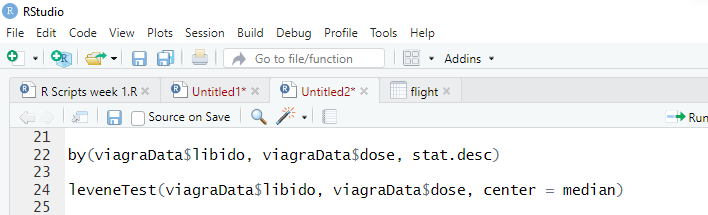 RStudio
File Edit Code View Plots Session Build Debug Profile Tools Help
Go to file/function Addins
R Scripts week 1.R Untitled1* Untitled2* flight
Source on Save Run
21
22 by(viagraData$libido, viagraData$dose, stat.desc)
23
24 leveneTest(viagraData$libido, viagraData$dose, center = median)
25